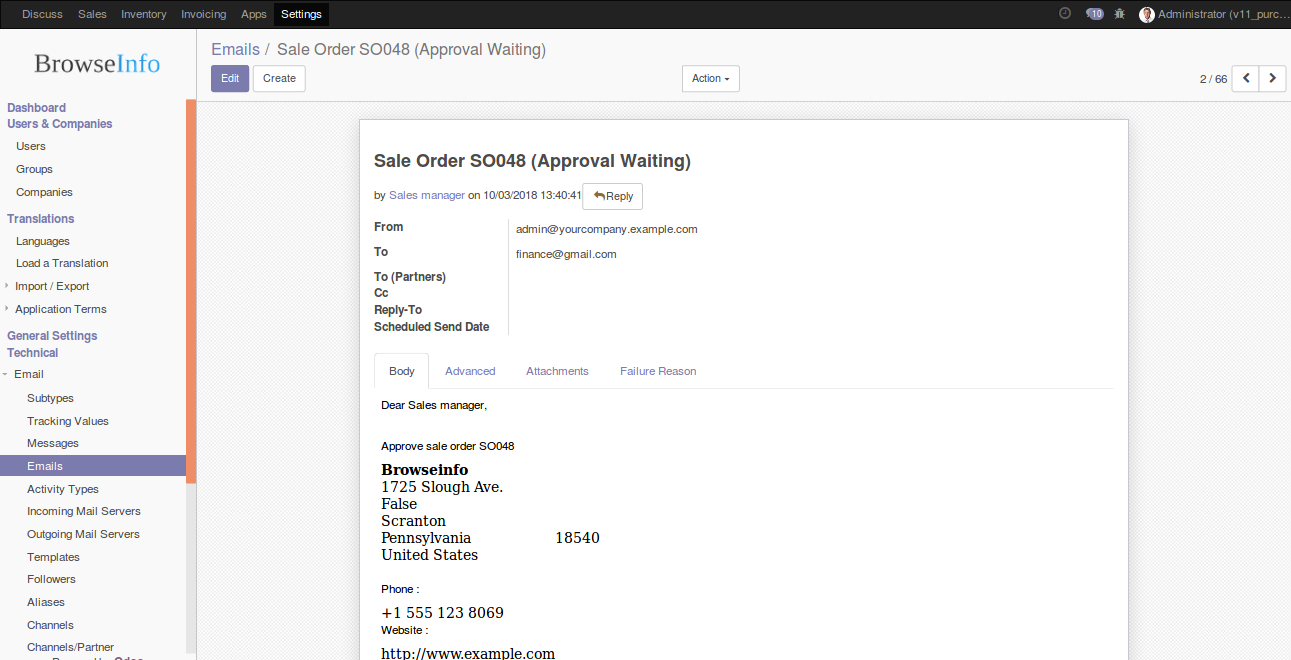 Discuss Sales Inventory Invoicing Apps Settings 10 Administrator (v11_purc...
BrowseInfo
Emails / Sale Order SO048 (Approval Waiting)
Edit Create Action 2 / 66
Dashboard
Users & Companies
Users
Groups
Companies
Translations
Languages
Load a Translation
Import / Export
Application Terms
General Settings
Technical
Email
Subtypes
Tracking Values
Messages
Emails
Activity Types
Incoming Mail Servers
Outgoing Mail Servers
Templates
Followers
Aliases
Channels
Channels/Partner
Sale Order SO048 (Approval Waiting)
by Sales manager on 10/03/2018 13:40:41 Reply
From admin@yourcompany.example.com
To finance@gmail.com
To (Partners)
Cc
Reply-To
Scheduled Send Date
Body Advanced Attachments Failure Reason
Dear Sales manager,
Approve sale order SO048
Browseinfo
1725 Slough Ave.
False
Scranton
Pennsylvania 18540
United States
Phone :
+1 555 123 8069
Website :
http://www.example.com